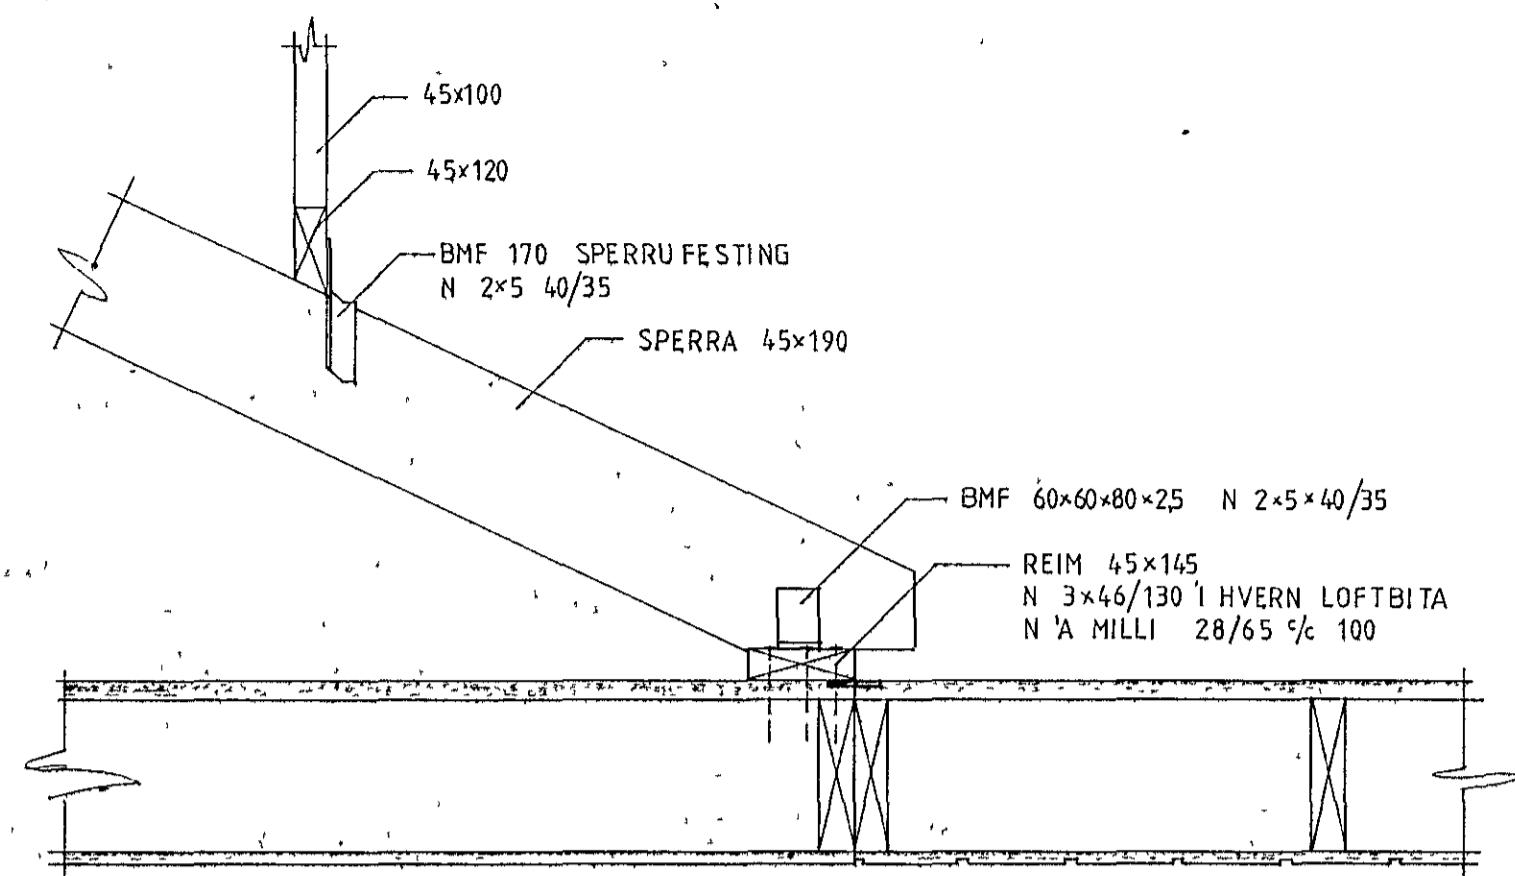 45x100
45x120
BMF 170 SPERRUFESTING
N 2x5 40/35
SPERRA 45x190
BMF 60x60x80x2,5 N 2x5x40/35
REIM 45x145
N 3x46/130 Í HVERN LOFTBITA
N Á MILLI 28/65 c/c 100